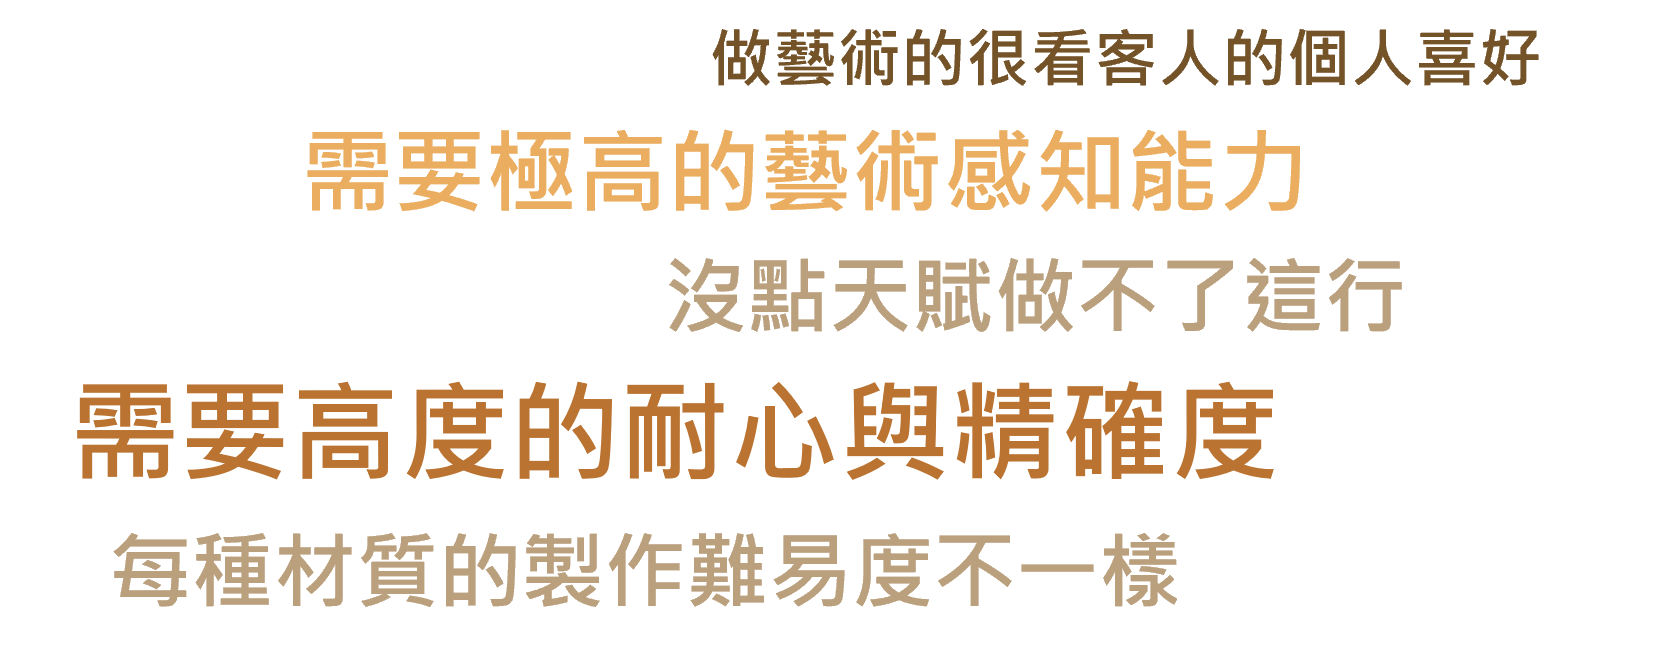 做藝術的很看客人的個人喜好
需要極高的藝術感知能力
沒點天賦做不了這行
需要高度的耐心與精確度
每種材質的製作難易度不一樣